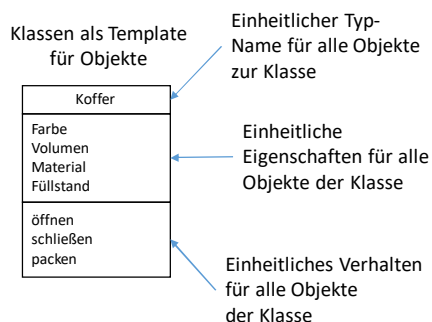 Klassen als Template
für Objekte
Einheitlicher Typ-
Name für alle Objekte
zur Klasse
Koffer
Farbe
Volumen
Material
Füllstand
Einheitliche
Eigenschaften für alle
Objekte der Klasse
öffnen
schließen
packen
Einheitliches Verhalten
für alle Objekte
der Klasse